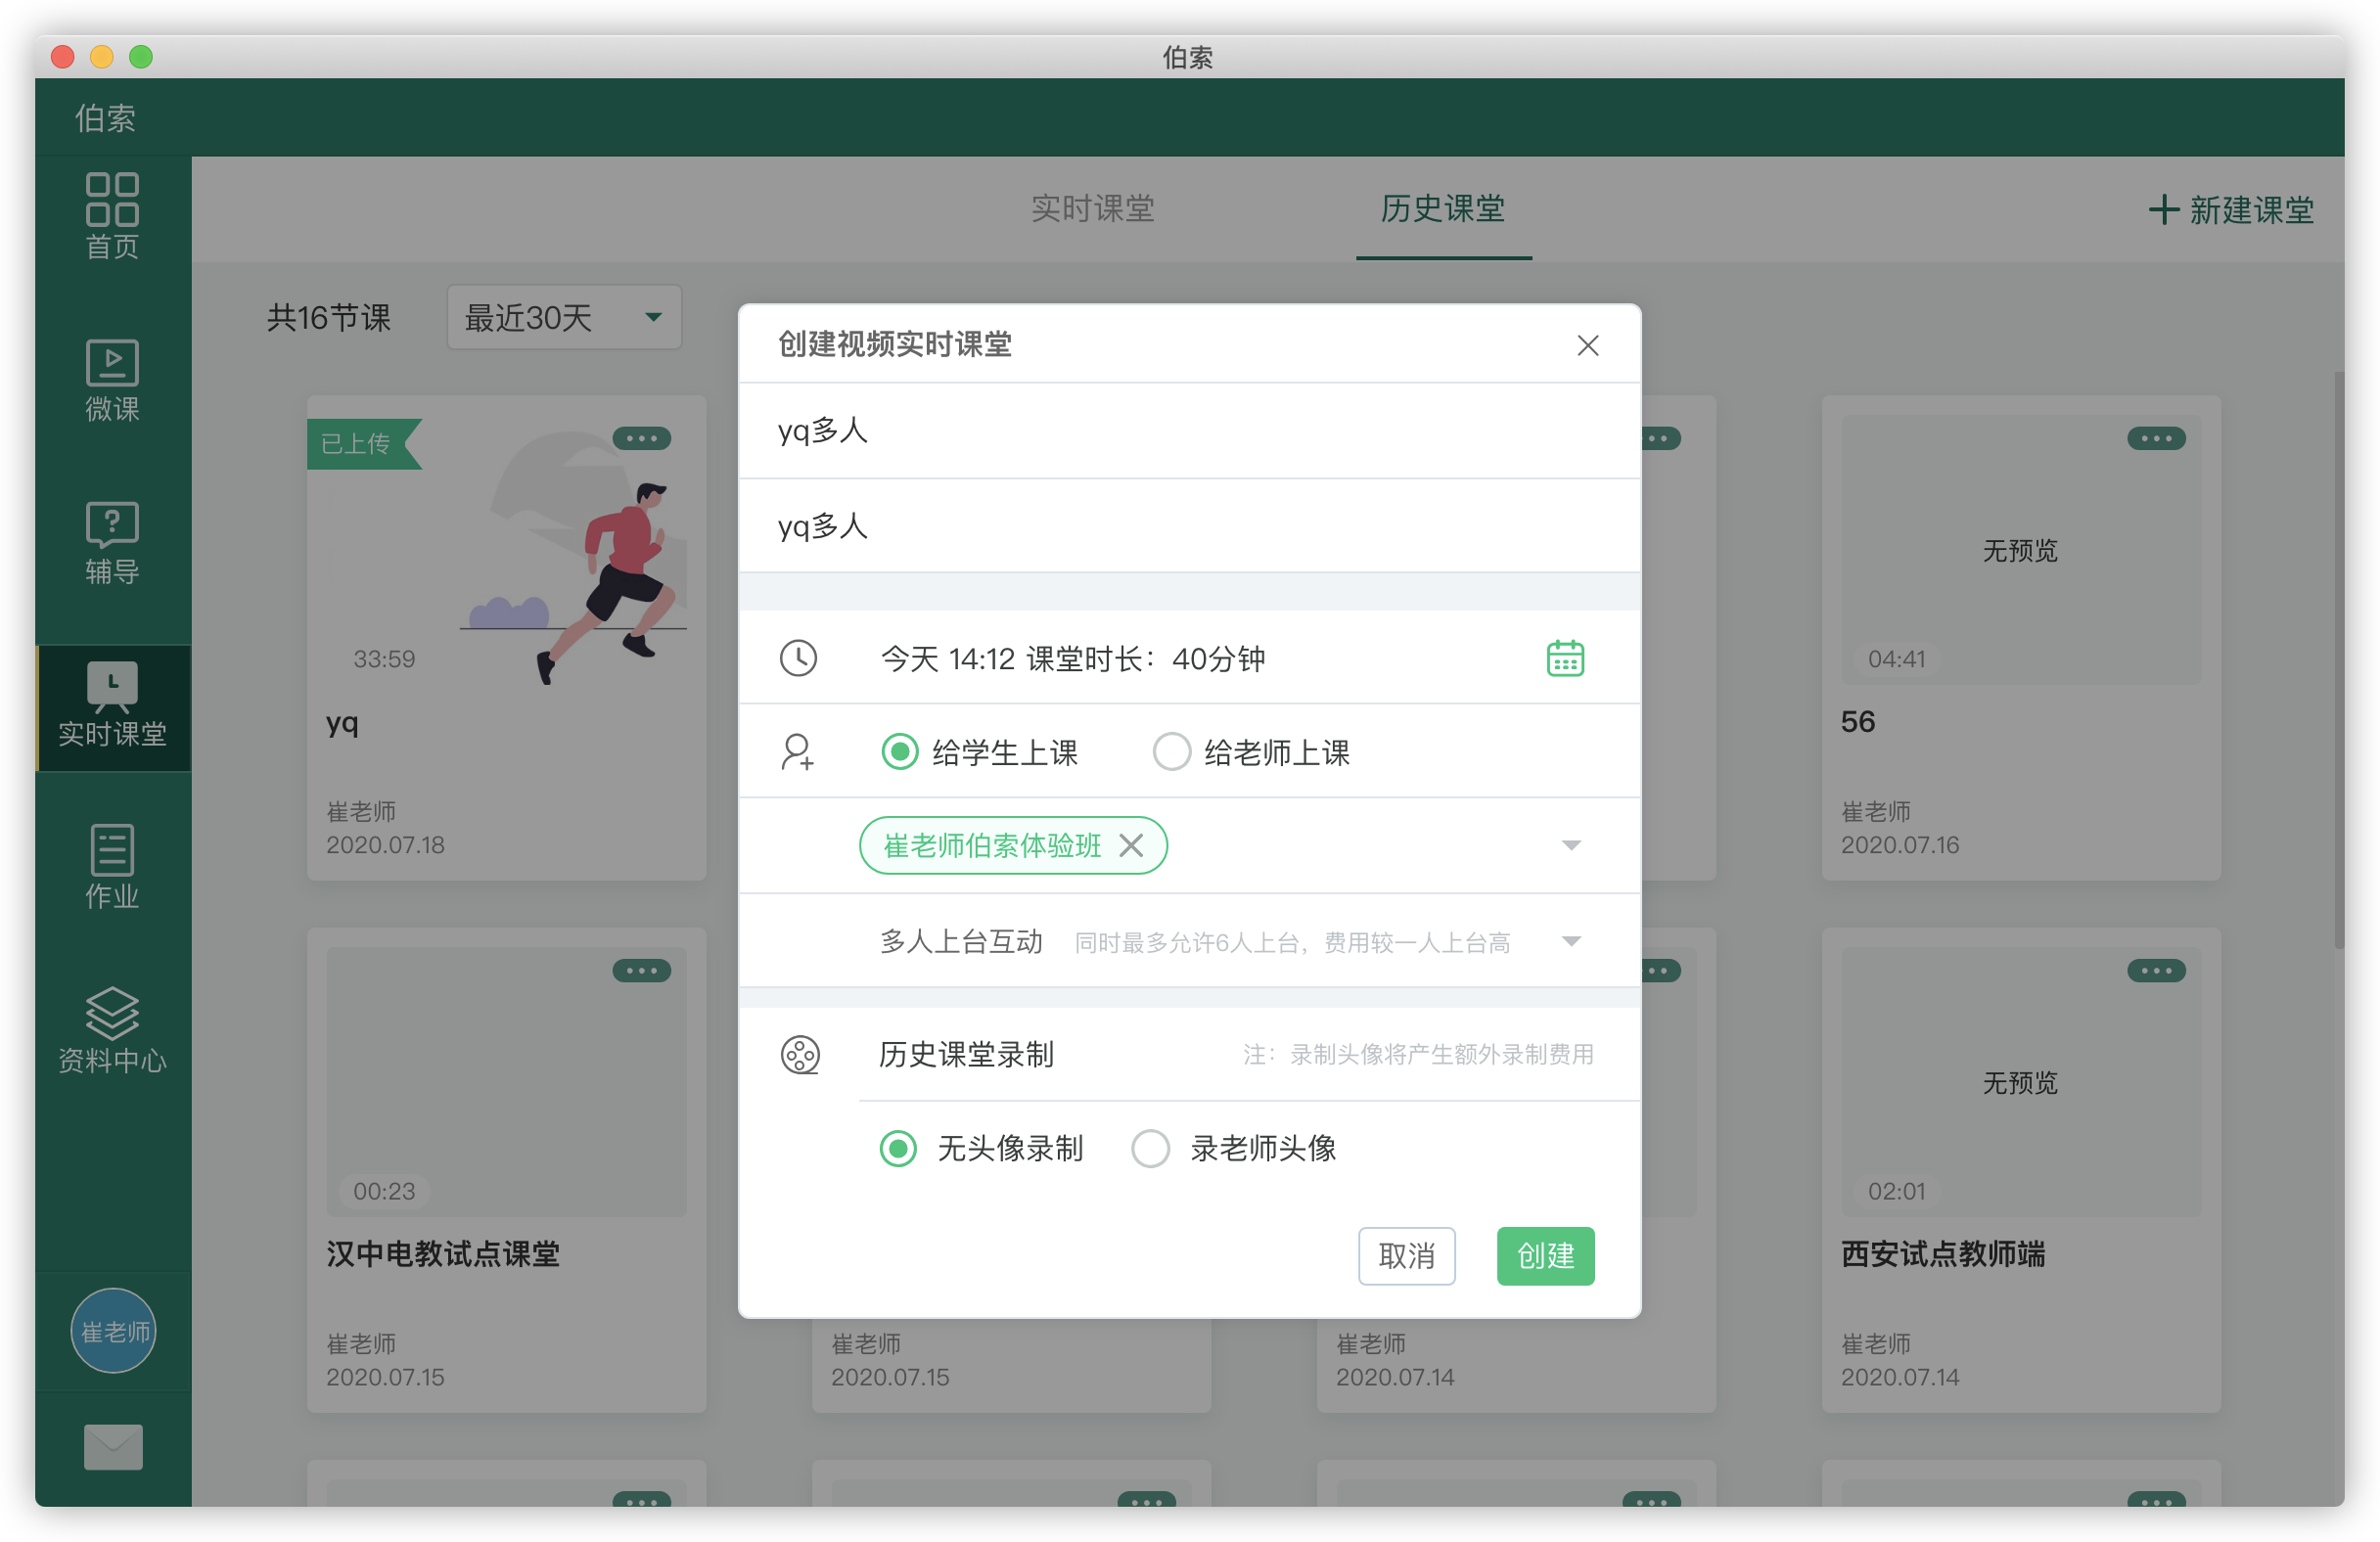 伯索
伯索
首页
微课
辅导
实时课堂
作业
资料中心
崔老师
实时课堂
历史课堂
新建课堂
共16节课
最近30天
已上传
33:59
yq
崔老师
2020.07.18
无预览
04:41
56
崔老师
2020.07.16
00:23
汉中电教试点课堂
崔老师
2020.07.15
崔老师
2020.07.15
崔老师
2020.07.14
无预览
02:01
西安试点教师端
崔老师
2020.07.14
创建视频实时课堂
yq多人
yq多人
今天 14:12 课堂时长：40分钟
给学生上课
给老师上课
崔老师伯索体验班
多人上台互动 同时最多允许6人上台，费用较一人上台高
历史课堂录制 注：录制头像将产生额外录制费用
无头像录制
录老师头像
取消
创建